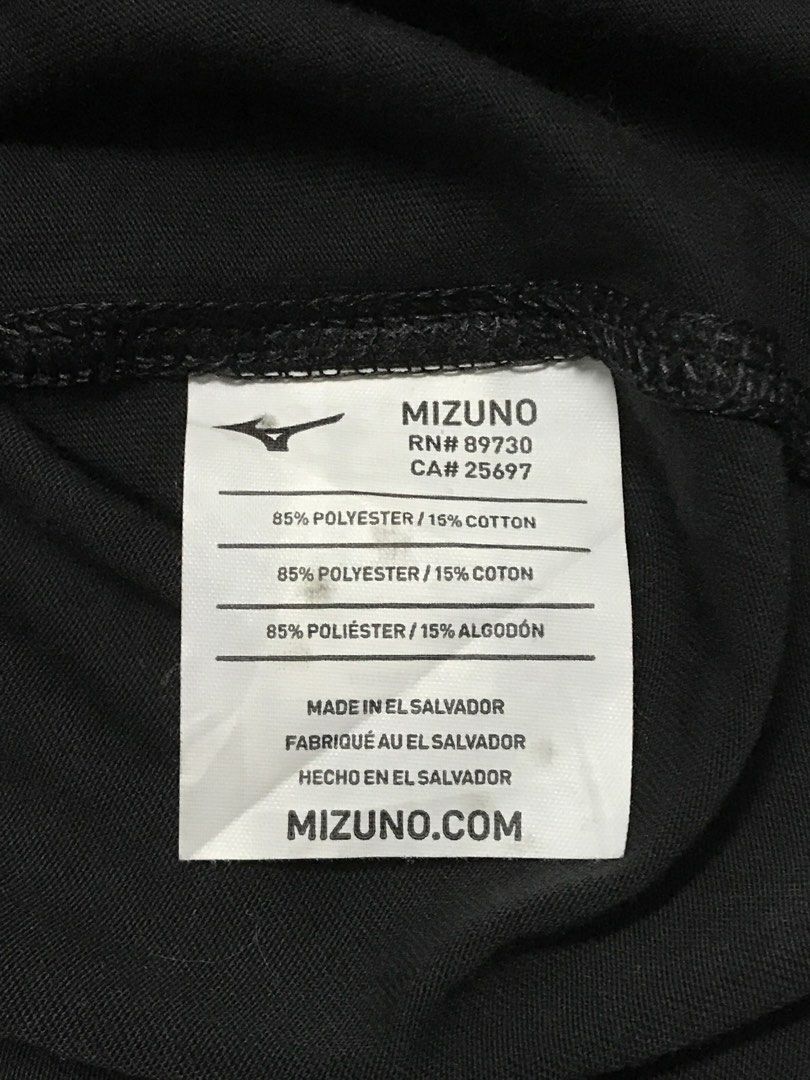 MIZUNO
RN# 89730
CA# 25697
85% POLYESTER / 15% COTTON
85% POLYESTER / 15% COTON
85% POLIÉSTER / 15% ALGODÓN
MADE IN EL SALVADOR
FABRIQUÉ AU EL SALVADOR
HECHO EN EL SALVADOR
MIZUNO.COM